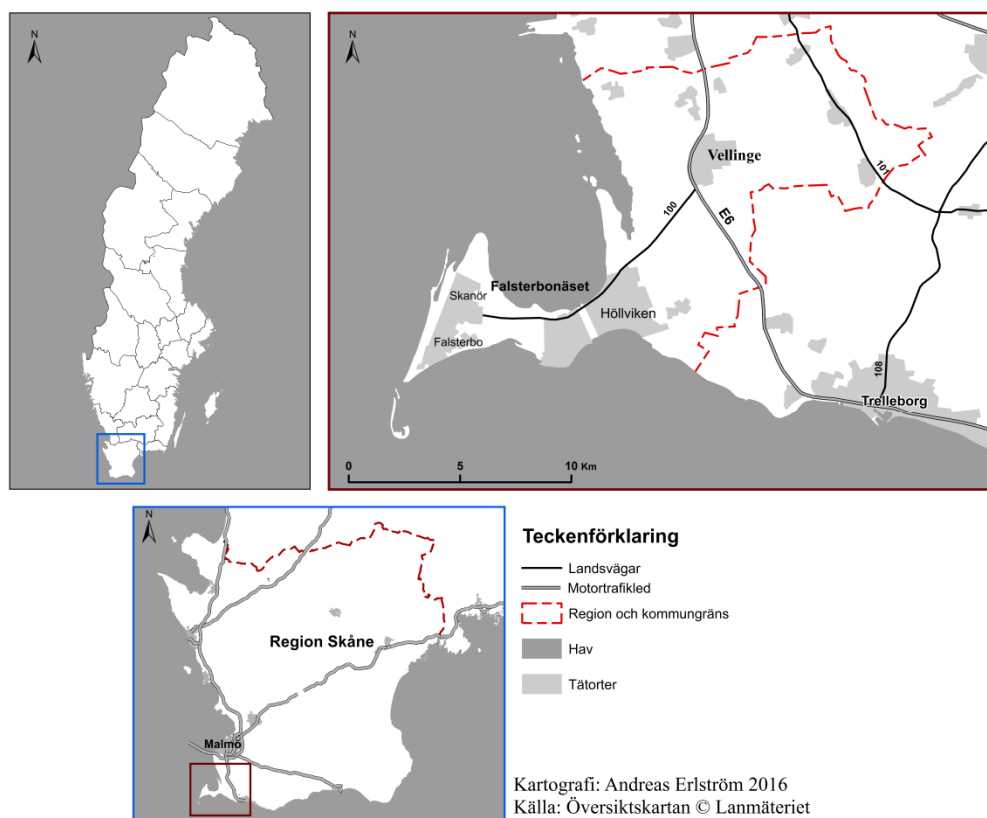 N
N
Vellinge
101
100
E6
Falsterbonäset
Skanör
Höllviken
Falsterbo
108
Trelleborg
0 5 10 Km
N
Region Skåne
Malmö
Teckenförklaring
Landsvägar
Motortrafikled
Region och kommungräns
Hav
Tätorter
Kartografi: Andreas Erlström 2016
Källa: Översiktskartan © Lanmäteriet